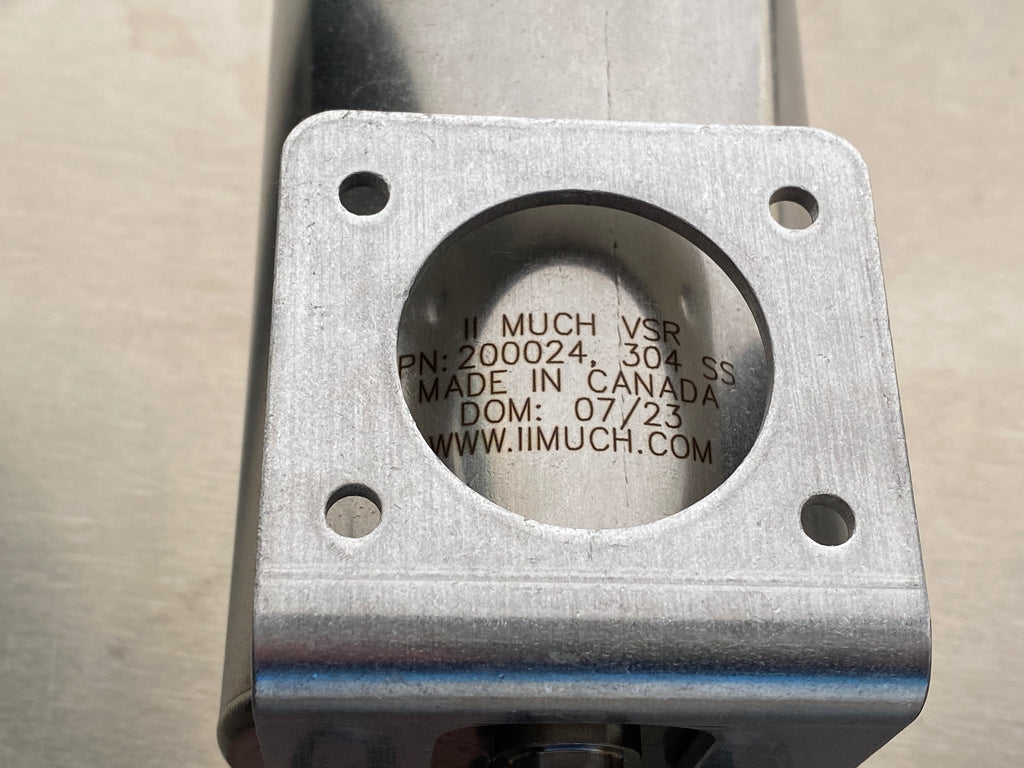 II MUCH VSR
PN: 200024, 304 SS
MADE IN CANADA
DOM: 07/23
WWW.IIMUCH.COM